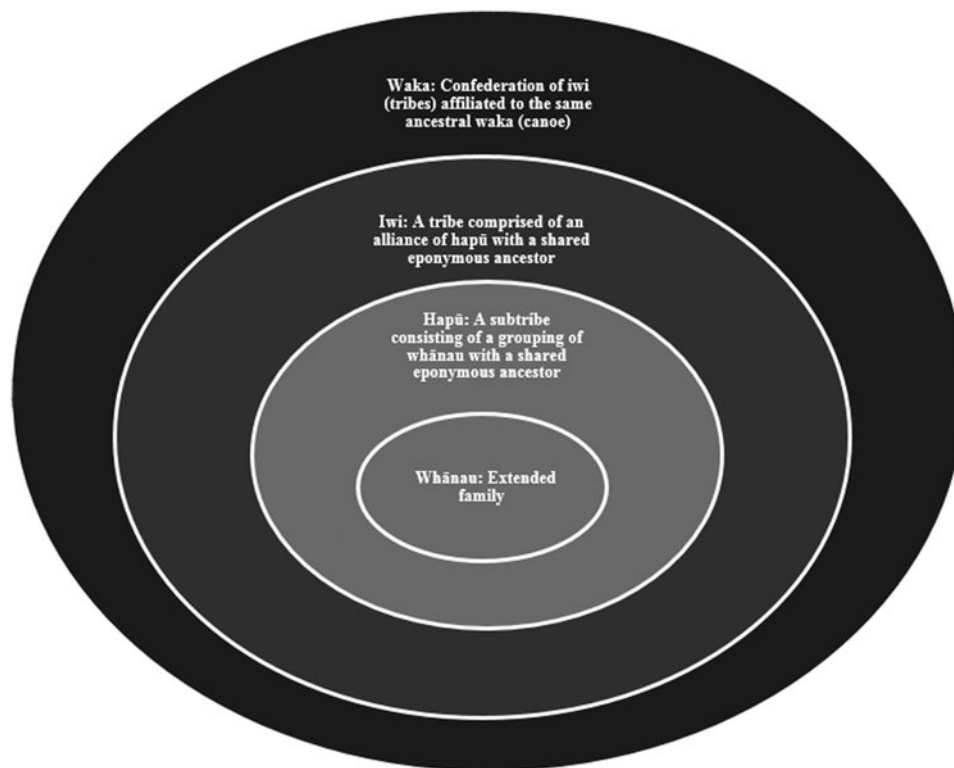 Waka: Confederation of iwi
(tribes) affiliated to the same
ancestral waka (canoe)
Iwi: A tribe comprised of an
alliance of hapū with a shared
eponymous ancestor
Hapū: A subtribe
consisting of a grouping of
whānau with a shared
eponymous ancestor
Whānau: Extended
family